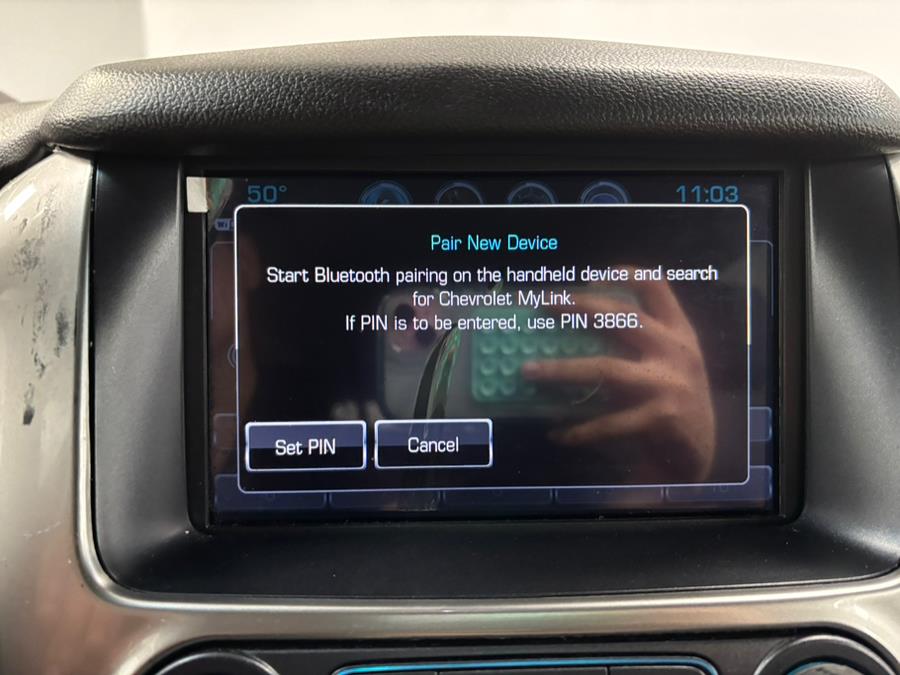 50° 11:03
Pair New Device
Start Bluetooth pairing on the handheld device and search
for Chevrolet MyLink.
If PIN is to be entered, use PIN 3866.
Set PIN Cancel